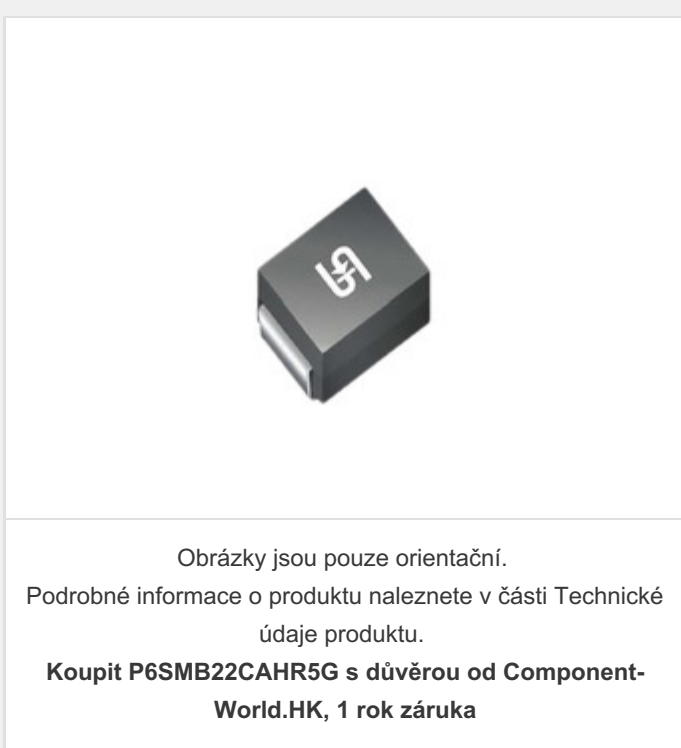 Obrázky jsou pouze orientační.
Podrobné informace o produktu naleznete v části Technické
údaje produktu.
Koupit P6SMB22CAHR5G s důvěrou od Component-
World.HK, 1 rok záruka